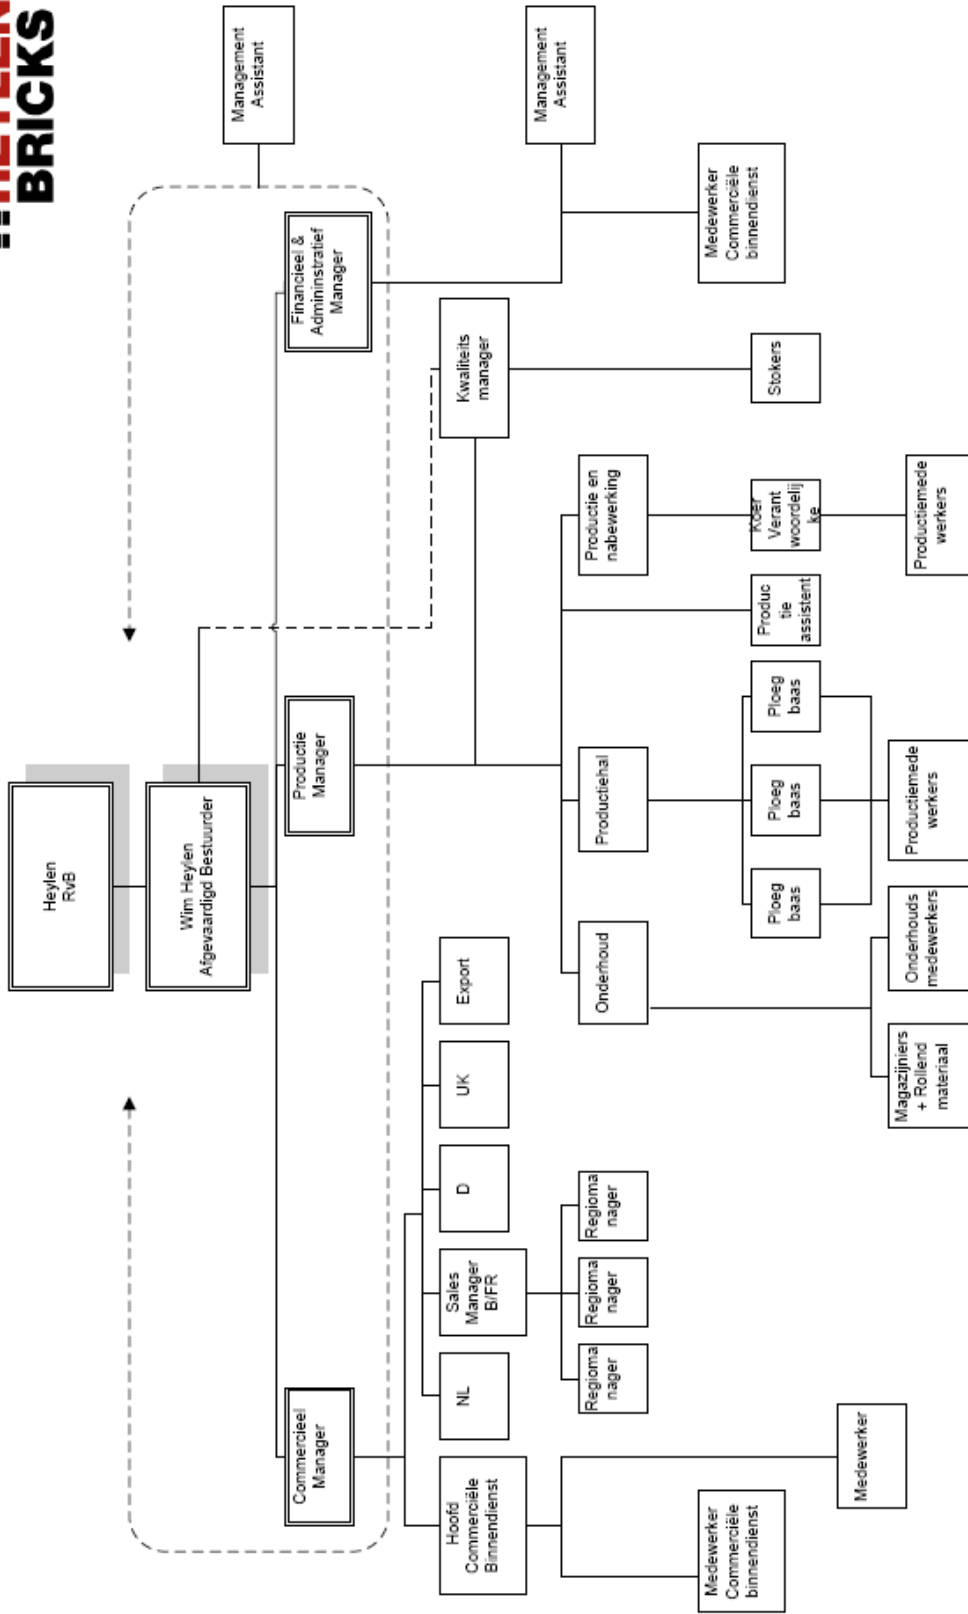 HEYLEN
BRICKS
Heylen
RvB
Wim Heylen
Afgevaardigd Bestuurder
Management
Assistant
Commercieel
Manager
Productie
Manager
Financieel &
Admininstratief
Manager
Hoofd
Commerciële
Binnendienst
NL
Sales
Manager
B/FR
D
UK
Export
Kwaliteits
manager
Management
Assistant
Regioma
nager
Regioma
nager
Regioma
nager
Onderhoud
Productiehal
Productie en
nabewerking
Medewerker
Commerciële
binnendienst
Medewerker
Commerciële
binnendienst
Ploeg
baas
Ploeg
baas
Ploeg
baas
Produc
tie
assistent
Koer
Verant
woordelij
ke
Stokers
Medewerker
Magazijniers
+ Rollend
materiaal
Onderhouds
medewerkers
Productiemede
werkers
Productiemede
werkers